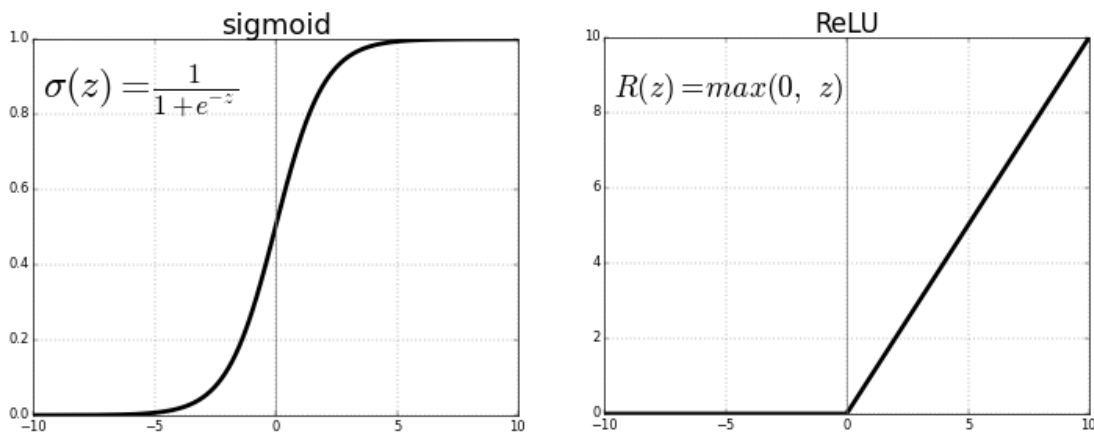 sigmoid
σ(z) = 1 / (1 + e^{-z})
1.0
0.8
0.6
0.4
0.2
0.0
−10 −5 0 5 10
ReLU
R(z) = max(0, z)
10
8
6
4
2
0
−10 −5 0 5 10